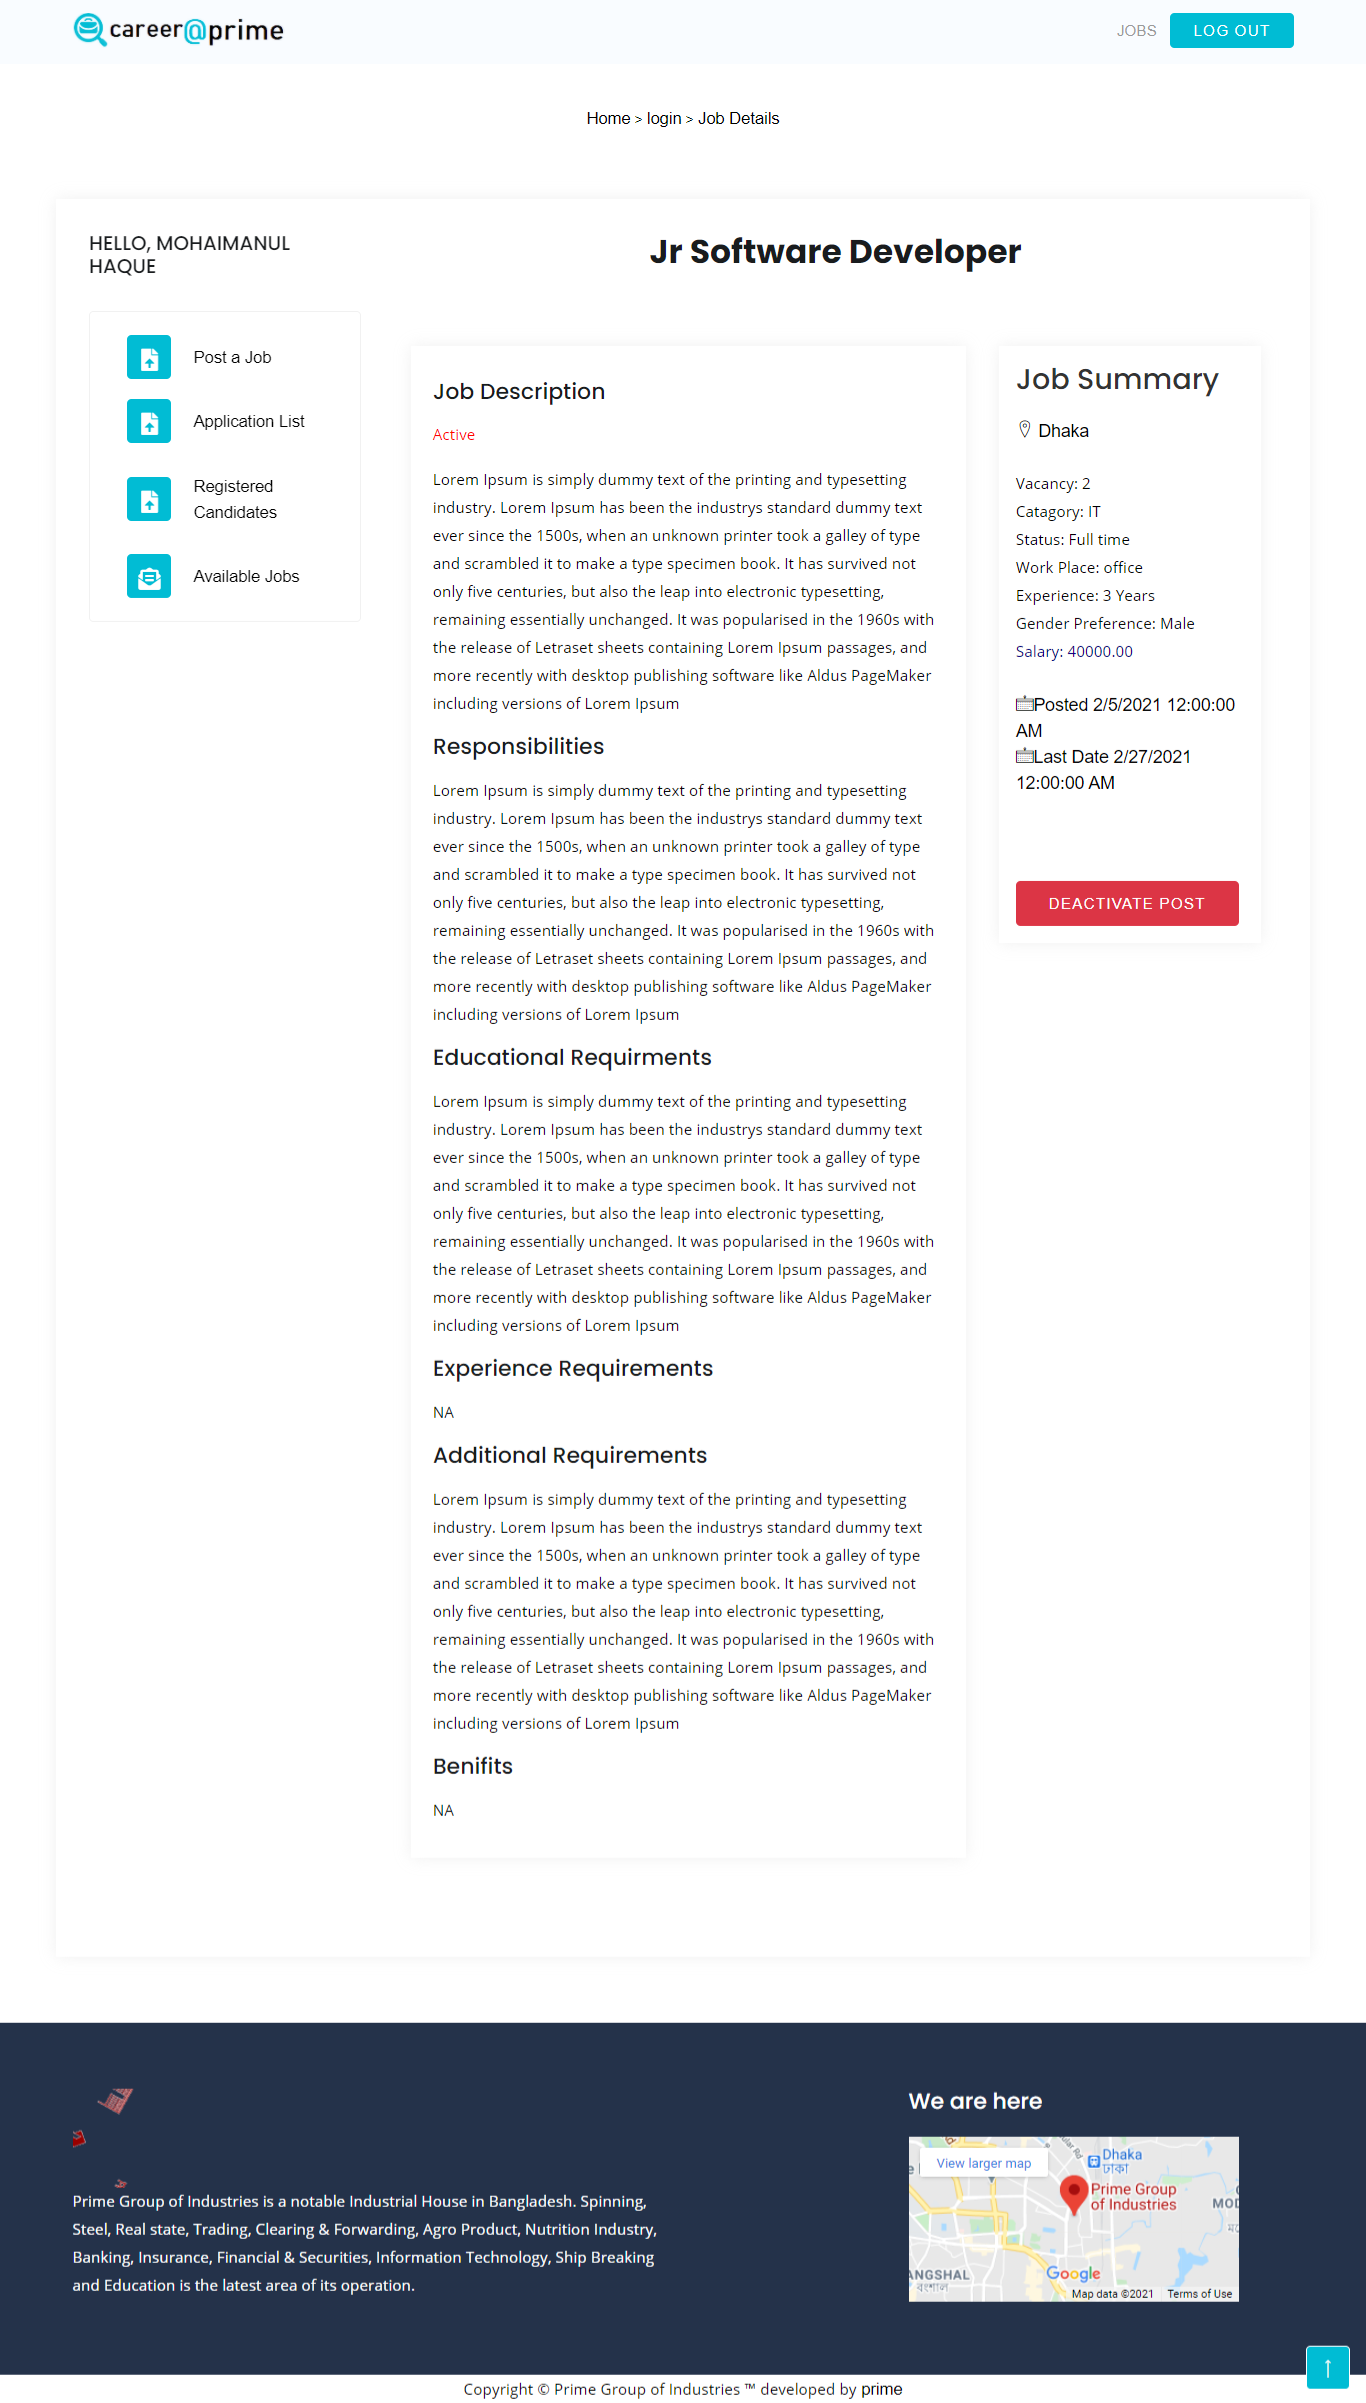 career@prime
JOBS
LOG OUT
Home > login > Job Details
HELLO, MOHAIMANUL
HAQUE
Post a Job
Application List
Registered
Candidates
Available Jobs
Jr Software Developer
Job Description
Active
Lorem Ipsum is simply dummy text of the printing and typesetting
industry. Lorem Ipsum has been the industrys standard dummy text
ever since the 1500s, when an unknown printer took a galley of type
and scrambled it to make a type specimen book. It has survived not
only five centuries, but also the leap into electronic typesetting,
remaining essentially unchanged. It was popularised in the 1960s with
the release of Letraset sheets containing Lorem Ipsum passages, and
more recently with desktop publishing software like Aldus PageMaker
including versions of Lorem Ipsum
Responsibilities
Lorem Ipsum is simply dummy text of the printing and typesetting
industry. Lorem Ipsum has been the industrys standard dummy text
ever since the 1500s, when an unknown printer took a galley of type
and scrambled it to make a type specimen book. It has survived not
only five centuries, but also the leap into electronic typesetting,
remaining essentially unchanged. It was popularised in the 1960s with
the release of Letraset sheets containing Lorem Ipsum passages, and
more recently with desktop publishing software like Aldus PageMaker
including versions of Lorem Ipsum
Educational Requirments
Lorem Ipsum is simply dummy text of the printing and typesetting
industry. Lorem Ipsum has been the industrys standard dummy text
ever since the 1500s, when an unknown printer took a galley of type
and scrambled it to make a type specimen book. It has survived not
only five centuries, but also the leap into electronic typesetting,
remaining essentially unchanged. It was popularised in the 1960s with
the release of Letraset sheets containing Lorem Ipsum passages, and
more recently with desktop publishing software like Aldus PageMaker
including versions of Lorem Ipsum
Experience Requirements
NA
Additional Requirements
Lorem Ipsum is simply dummy text of the printing and typesetting
industry. Lorem Ipsum has been the industrys standard dummy text
ever since the 1500s, when an unknown printer took a galley of type
and scrambled it to make a type specimen book. It has survived not
only five centuries, but also the leap into electronic typesetting,
remaining essentially unchanged. It was popularised in the 1960s with
the release of Letraset sheets containing Lorem Ipsum passages, and
more recently with desktop publishing software like Aldus PageMaker
including versions of Lorem Ipsum
Benifits
NA
Job Summary
Dhaka
Vacancy: 2
Catagory: IT
Status: Full time
Work Place: office
Experience: 3 Years
Gender Preference: Male
Salary: 40000.00
Posted 2/5/2021 12:00:00
AM
Last Date 2/27/2021
12:00:00 AM
DEACTIVATE POST
Prime Group of Industries is a notable Industrial House in Bangladesh. Spinning,
Steel, Real state, Trading, Clearing & Forwarding, Agro Product, Nutrition Industry,
Banking, Insurance, Financial & Securities, Information Technology, Ship Breaking
and Education is the latest area of its operation.
We are here
View larger map
Dhaka
ঢাকা
Prime Group
of Industries
MOD
ANGSHAL
বংশাল
Google
Map data ©2021
Terms of Use
Copyright © Prime Group of Industries ™ developed by prime